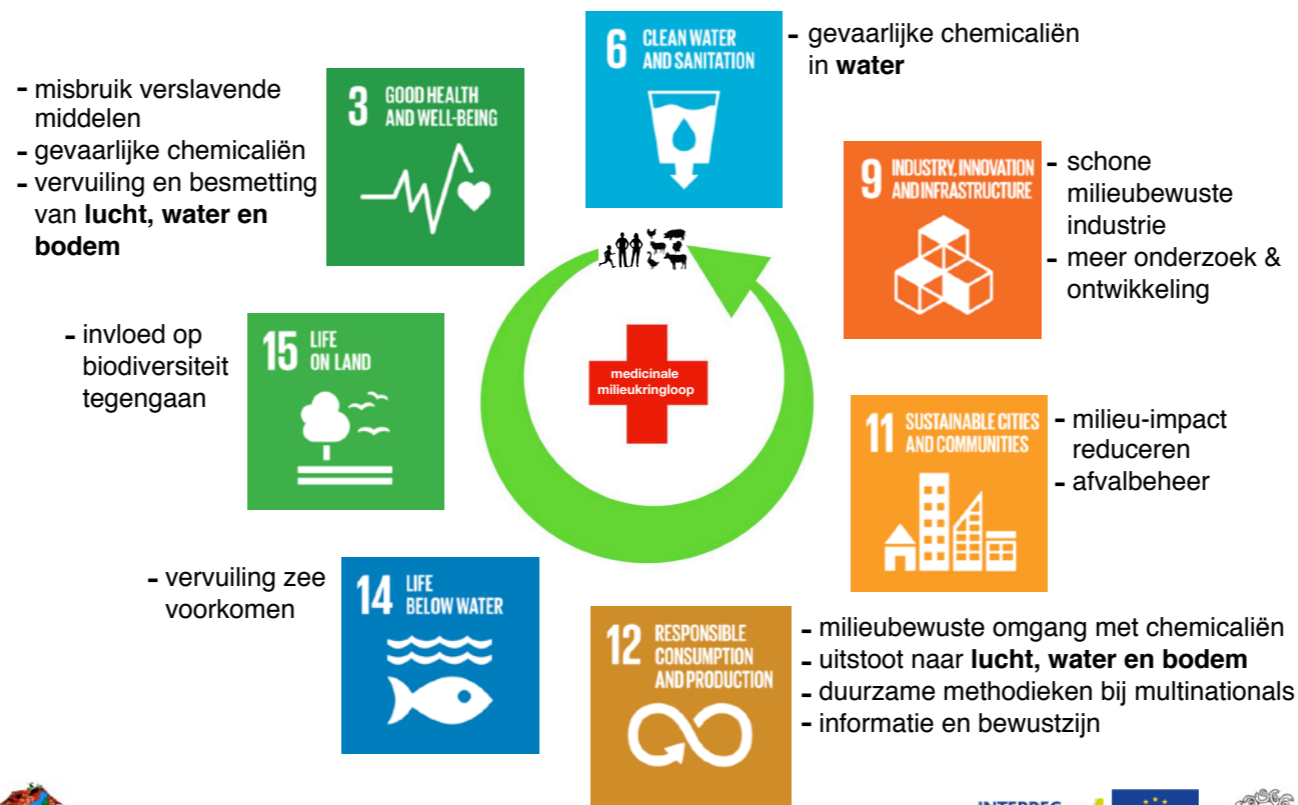 6 CLEAN WATER
AND SANITATION
- gevaarlijke chemicaliën
in water
- misbruik verslavende
middelen
- gevaarlijke chemicaliën
- vervuiling en besmetting
van lucht, water en
bodem
3 GOOD HEALTH
AND WELL-BEING
9 INDUSTRY, INNOVATION
AND INFRASTRUCTURE
- schone
milieubewuste
industrie
- meer onderzoek &
ontwikkeling
- invloed op
biodiversiteit
tegengaan
15 LIFE
ON LAND
medicinale
milieukringloop
11 SUSTAINABLE CITIES
AND COMMUNITIES
- milieu-impact
reduceren
- afvalbeheer
- vervuiling zee
voorkomen
14 LIFE
BELOW WATER
12 RESPONSIBLE
CONSUMPTION
AND PRODUCTION
- milieubewuste omgang met chemicaliën
- uitstoot naar lucht, water en bodem
- duurzame methodieken bij multinationals
- informatie en bewustzijn
INTERREG